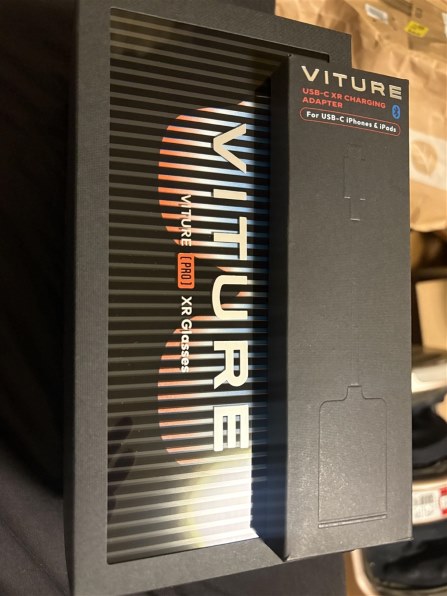 VITURE
USB-C XR CHARGING
ADAPTER
For USB-C iPhones & iPads
VITURE
VITURE (PRO) XR Glasses